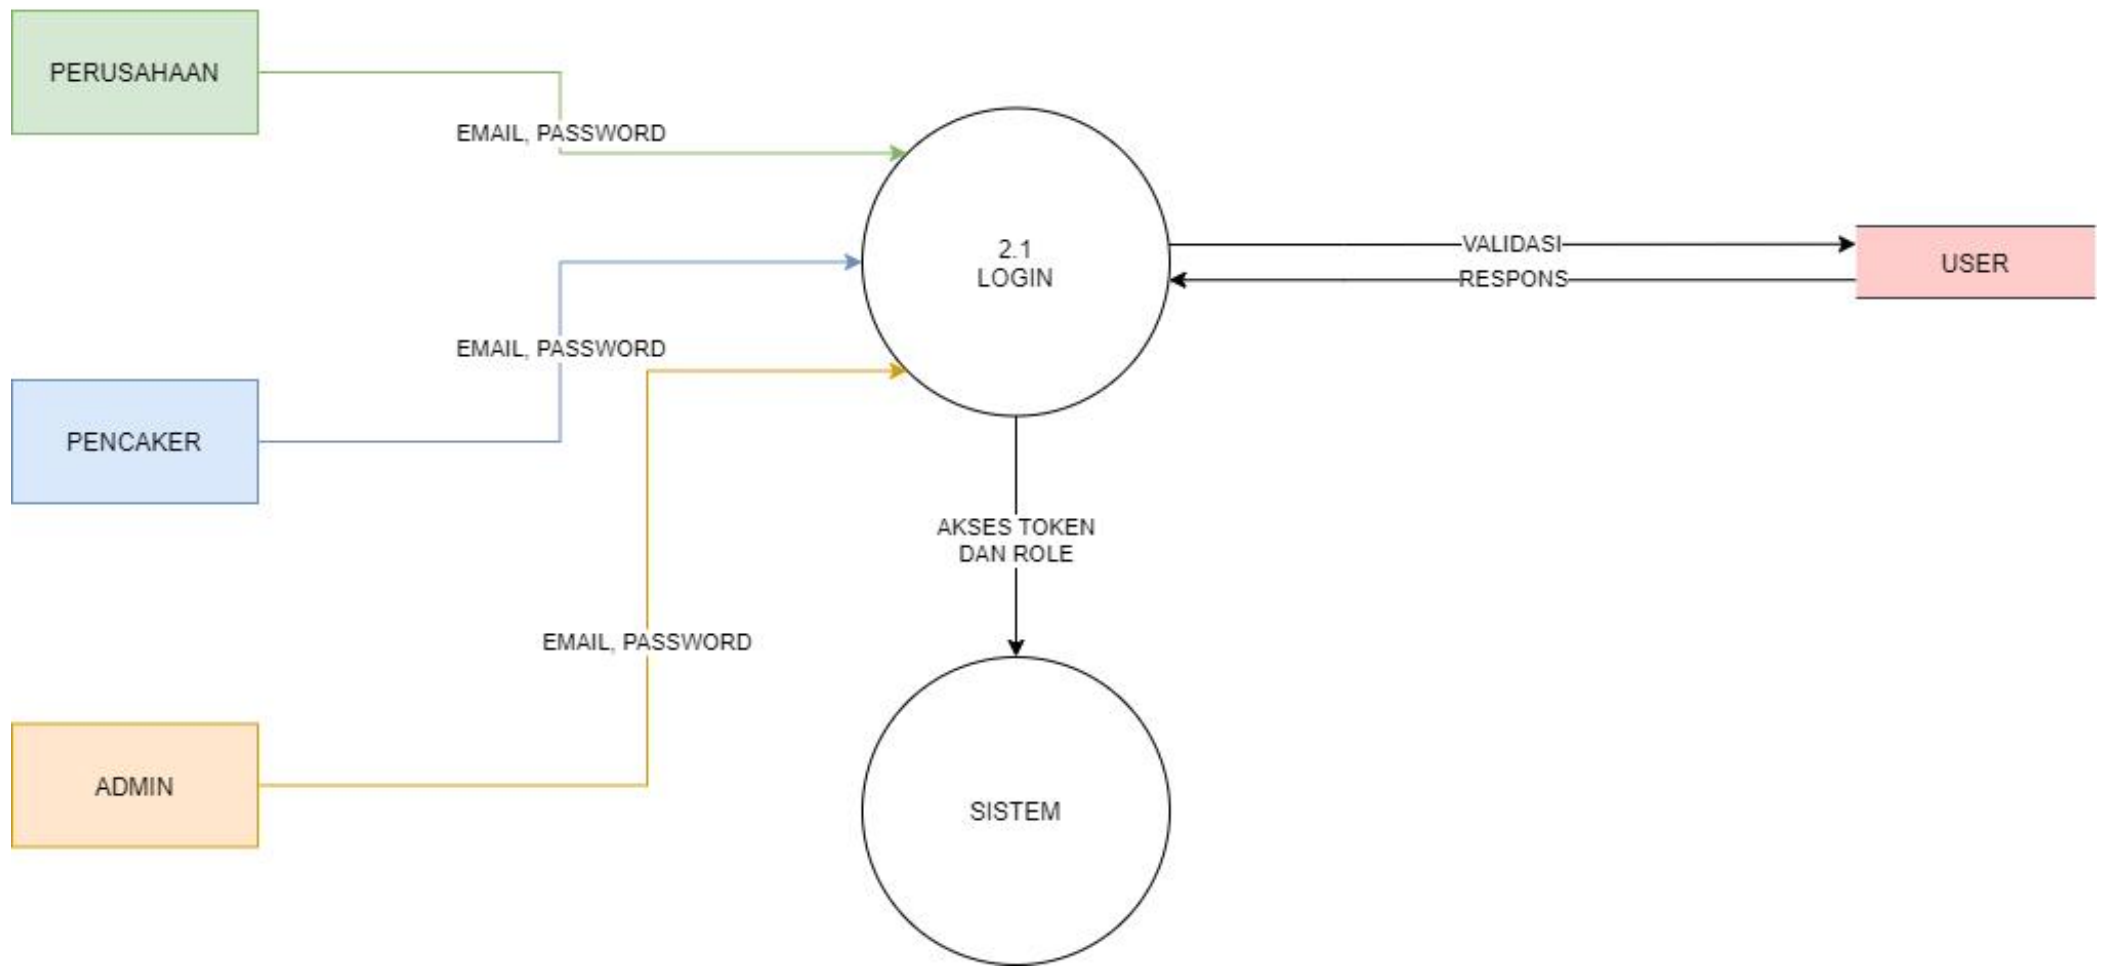 PERUSAHAAN
EMAIL, PASSWORD
2.1
LOGIN
VALIDASI
RESPONS
USER
EMAIL, PASSWORD
PENCAKER
AKSES TOKEN
DAN ROLE
EMAIL, PASSWORD
ADMIN
SISTEM